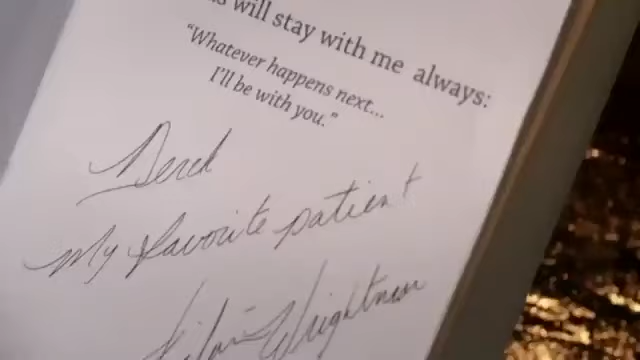 will stay with me always:
“Whatever happens next...
I'll be with you.”
Derek
My favorite patient